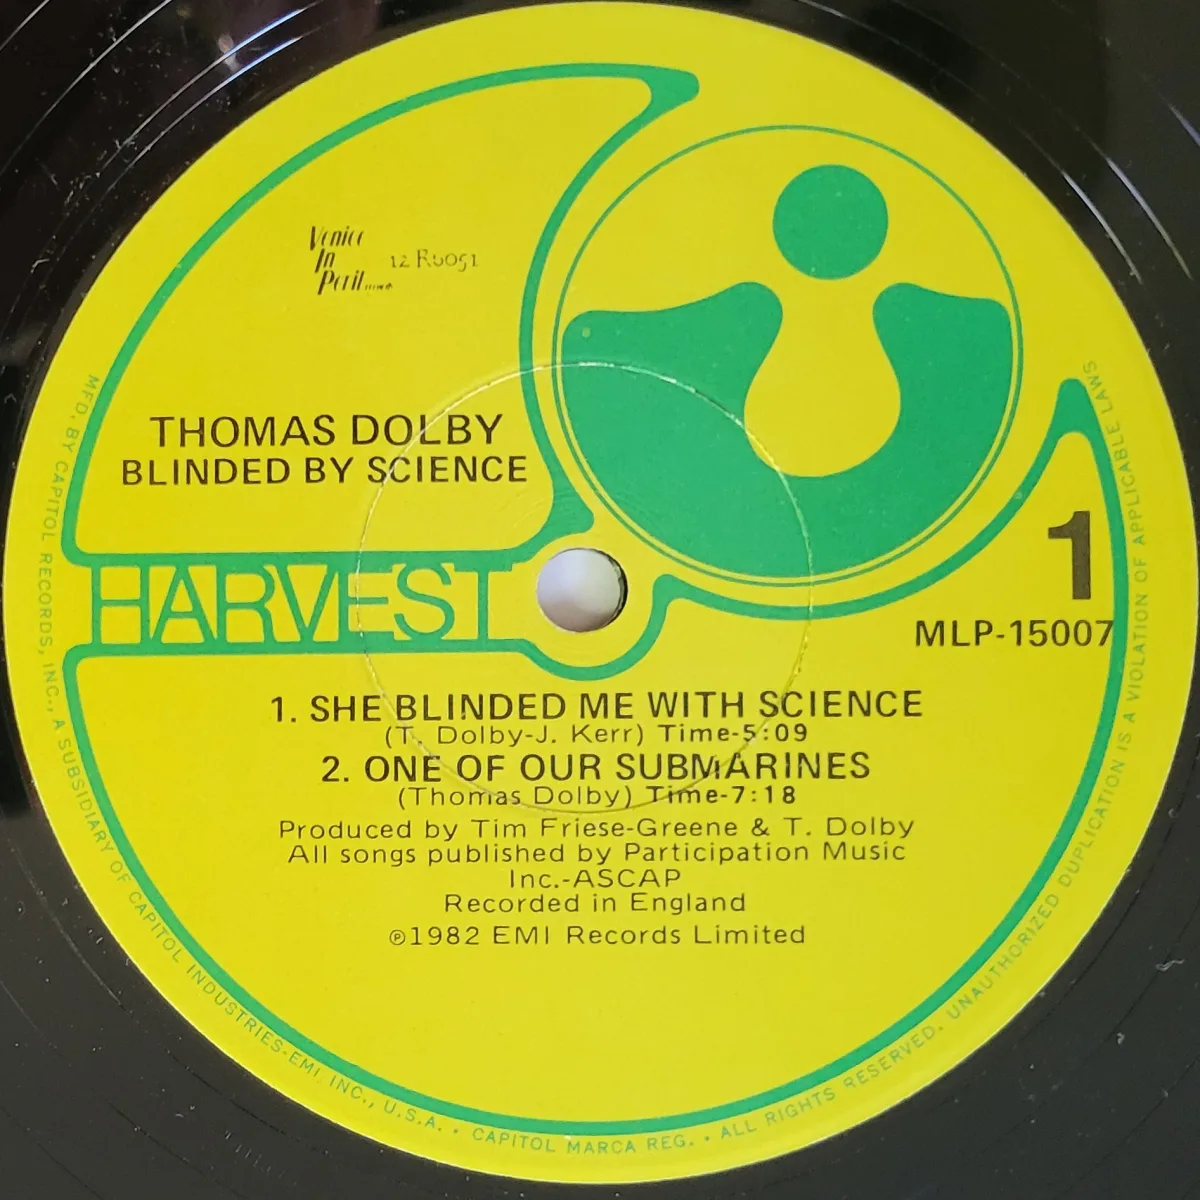 Venice
In
Peril
THOMAS DOLBY
BLINDED BY SCIENCE
HARVEST
1
MLP-15007
1. SHE BLINDED ME WITH SCIENCE
(T. Dolby-J. Kerr) Time-5:09
2. ONE OF OUR SUBMARINES
(Thomas Dolby) Time-7:18
Produced by Tim Friese-Greene & T. Dolby
All songs published by Participation Music
Inc.-ASCAP
Recorded in England
℗1982 EMI Records Limited
MFD. BY CAPITOL RECORDS, INC., A SUBSIDIARY OF CAPITOL INDUSTRIES-EMI INC., U.S.A. • CAPITOL MARCA REG. • ALL RIGHTS RESERVED. UNAUTHORIZED DUPLICATION IS A VIOLATION OF APPLICABLE LAWS